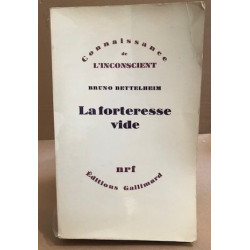 Connaissance
de
L'INCONSCIENT
BRUNO BETTELHEIM
La forteresse
vide
nrf
Éditions Gallimard